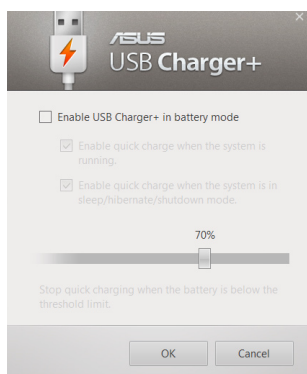 ASUS
USB Charger+
Enable USB Charger+ in battery mode
Enable quick charge when the system is
running.
Enable quick charge when the system is in
sleep/hibernate/shutdown mode.
70%
Stop quick charging when the battery is below the
threshold limit.
OK Cancel